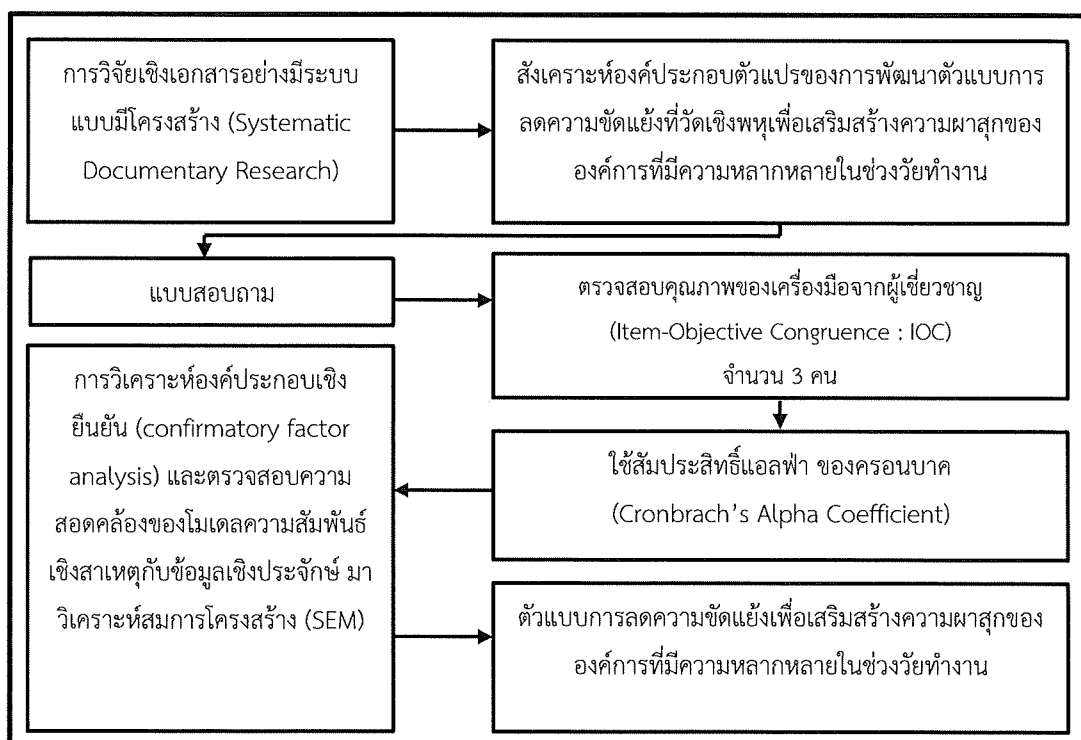 การวิจัยเชิงเอกสารอย่างมีระบบ
แบบมีโครงสร้าง (Systematic
Documentary Research)
สังเคราะห์องค์ประกอบตัวแปรของการพัฒนาตัวแบบการ
ลดความขัดแย้งที่วัดเชิงพหุเพื่อเสริมสร้างความผาสุกของ
องค์การที่มีความหลากหลายในช่วงวัยทำงาน
แบบสอบถาม
ตรวจสอบคุณภาพของเครื่องมือจากผู้เชี่ยวชาญ
(Item-Objective Congruence : IOC)
จำนวน 3 คน
ใช้สัมประสิทธิ์แอลฟา ของครอนบาค
(Cronbrach's Alpha Coefficient)
การวิเคราะห์องค์ประกอบเชิง
ยืนยัน (confirmatory factor
analysis) และตรวจสอบความ
สอดคล้องของโมเดลความสัมพันธ์
เชิงสาเหตุกับข้อมูลเชิงประจักษ์ มา
วิเคราะห์สมการโครงสร้าง (SEM)
ตัวแบบการลดความขัดแย้งเพื่อเสริมสร้างความผาสุกของ
องค์การที่มีความหลากหลายในช่วงวัยทำงาน